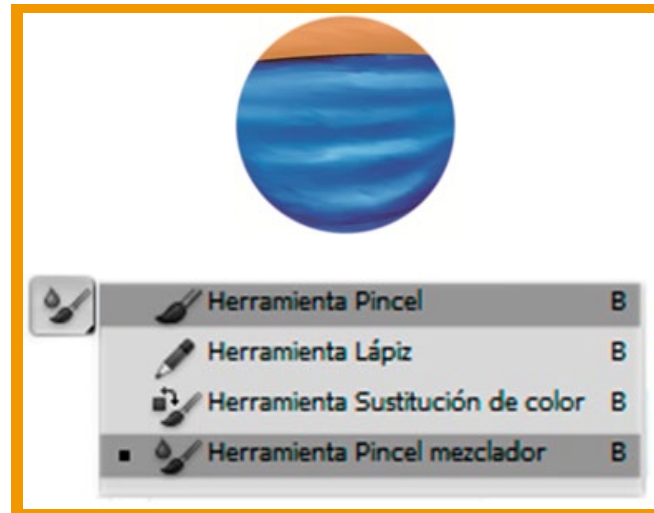 Herramienta Pincel B
Herramienta Lápiz B
Herramienta Sustitución de color B
Herramienta Pincel mezclador B